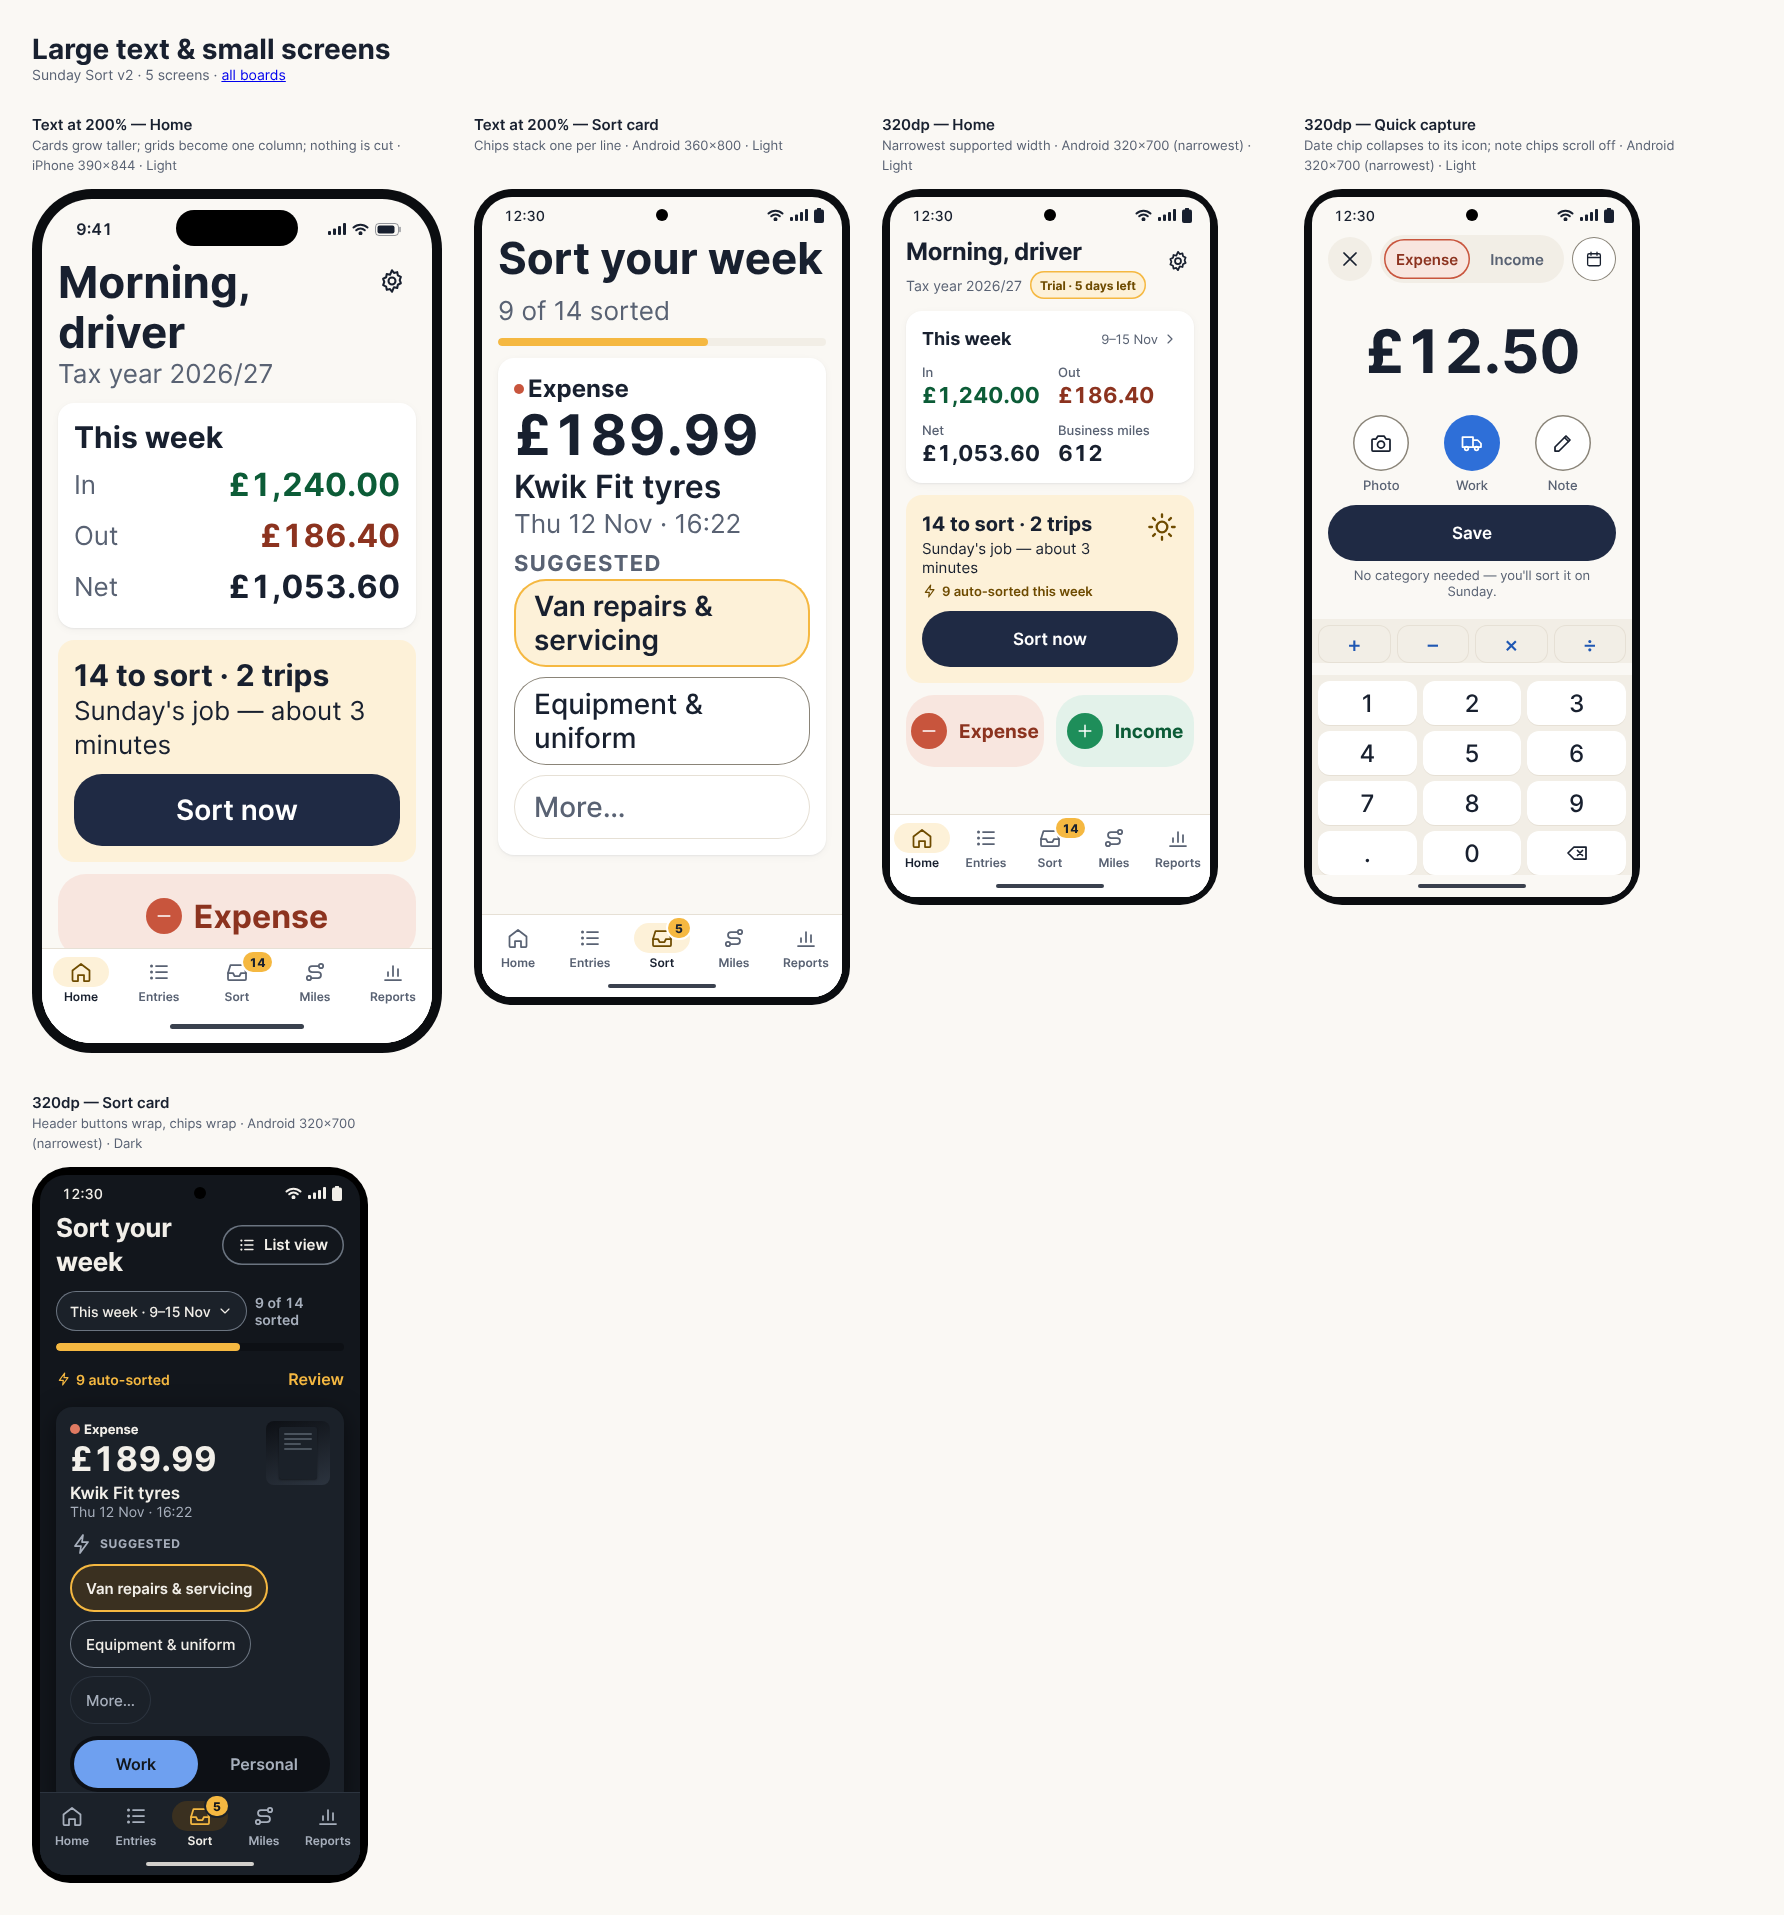 Large text & small screens
Sunday Sort v2 · 5 screens · all boards
Text at 200% — Home
Cards grow taller; grids become one column; nothing is cut ·
iPhone 390×844 · Light
9:41
Morning,
driver
Tax year 2026/27
This week
In £1,240.00
Out £186.40
Net £1,053.60
14 to sort · 2 trips
Sunday's job — about 3
minutes
Sort now
Expense
14
Home Entries Sort Miles Reports
Text at 200% — Sort card
Chips stack one per line · Android 360×800 · Light
12:30
Sort your week
9 of 14 sorted
Expense
£189.99
Kwik Fit tyres
Thu 12 Nov · 16:22
SUGGESTED
Van repairs &
servicing
Equipment &
uniform
More...
5
Home Entries Sort Miles Reports
320dp — Home
Narrowest supported width · Android 320×700 (narrowest) ·
Light
12:30
Morning, driver
Tax year 2026/27 Trial · 5 days left
This week 9–15 Nov
In Out
£1,240.00 £186.40
Net Business miles
£1,053.60 612
14 to sort · 2 trips
Sunday's job — about 3
minutes
9 auto-sorted this week
Sort now
Expense Income
14
Home Entries Sort Miles Reports
320dp — Quick capture
Date chip collapses to its icon; note chips scroll off · Android
320×700 (narrowest) · Light
12:30
Expense Income
£12.50
Photo Work Note
Save
No category needed — you'll sort it on
Sunday.
+ − × ÷
1 2 3
4 5 6
7 8 9
. 0
320dp — Sort card
Header buttons wrap, chips wrap · Android 320×700
(narrowest) · Dark
12:30
Sort your
week
List view
This week · 9–15 Nov
9 of 14
sorted
9 auto-sorted Review
Expense
£189.99
Kwik Fit tyres
Thu 12 Nov · 16:22
SUGGESTED
Van repairs & servicing
Equipment & uniform
More...
Work Personal
5
Home Entries Sort Miles Reports